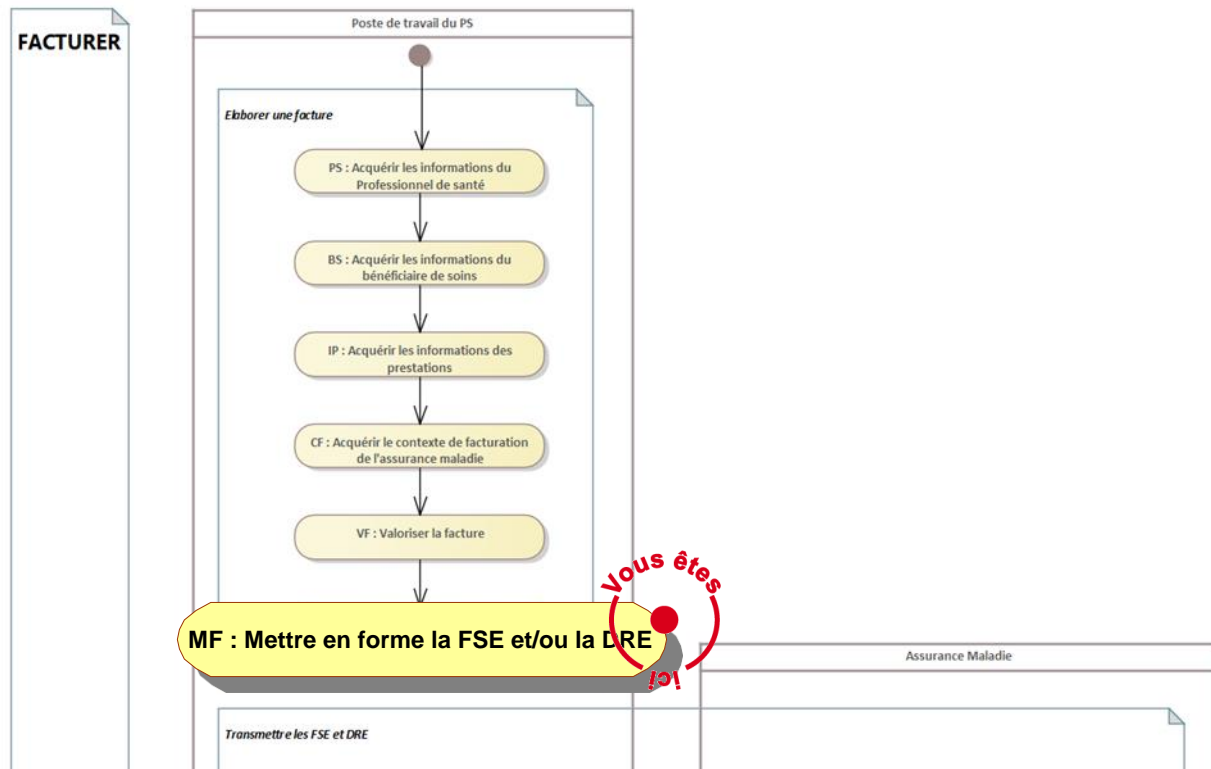 FACTURER
Poste de travail du PS
Elaborer une facture
PS : Acquérir les informations du
Professionnel de santé
BS : Acquérir les informations du
bénéficiaire de soins
IP : Acquérir les informations des
prestations
CF : Acquérir le contexte de facturation
de l'assurance maladie
VF : Valoriser la facture
Vous êtes
ici
MF : Mettre en forme la FSE et/ou la DRE
Assurance Maladie
Transmettre les FSE et DRE